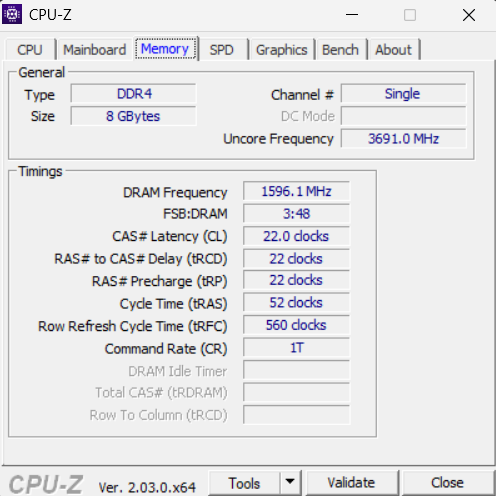 CPU-Z
CPU Mainboard Memory SPD Graphics Bench About
General
Type DDR4 Channel # Single
Size 8 GBytes DC Mode
Uncore Frequency 3691.0 MHz
Timings
DRAM Frequency 1596.1 MHz
FSB:DRAM 3:48
CAS# Latency (CL) 22.0 clocks
RAS# to CAS# Delay (tRCD) 22 clocks
RAS# Precharge (tRP) 22 clocks
Cycle Time (tRAS) 52 clocks
Row Refresh Cycle Time (tRFC) 560 clocks
Command Rate (CR) 1T
DRAM Idle Timer
Total CAS# (tRDRAM)
Row To Column (tRCD)
CPU-Z Ver. 2.03.0.x64 Tools Validate Close